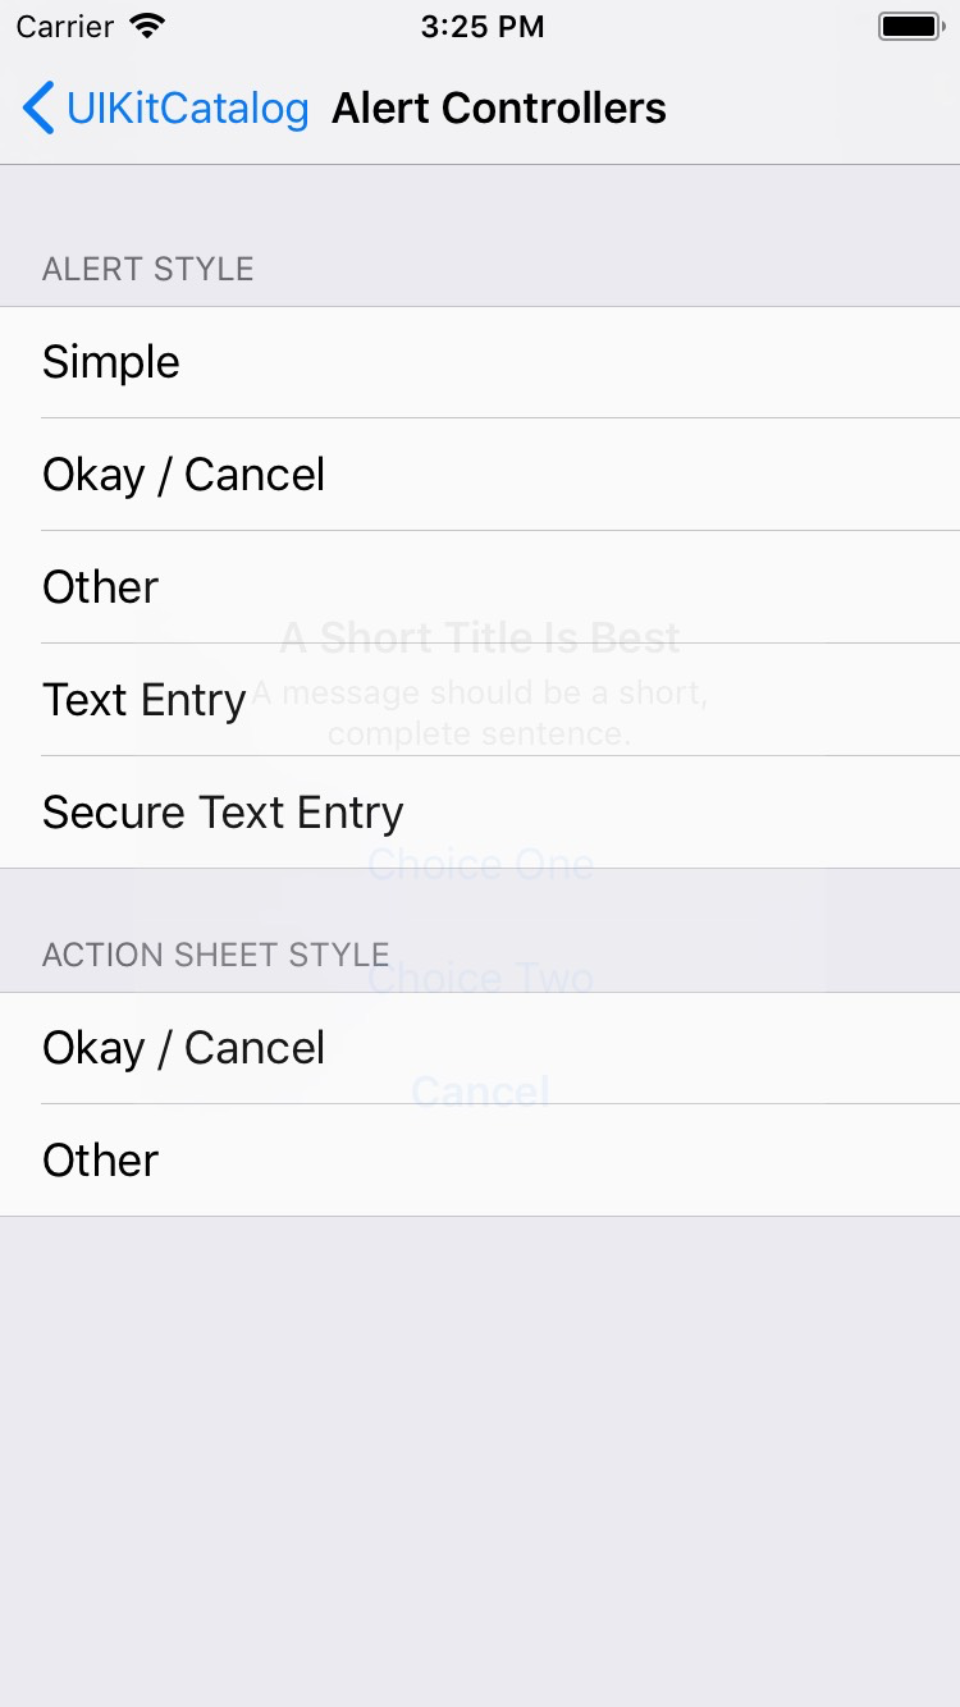 Carrier 3:25 PM
UIKitCatalog Alert Controllers
ALERT STYLE
Simple
Okay / Cancel
Other
A Short Title Is Best
Text Entry
A message should be a short,
complete sentence.
Secure Text Entry
Choice One
ACTION SHEET STYLE
Choice Two
Okay / Cancel
Cancel
Other